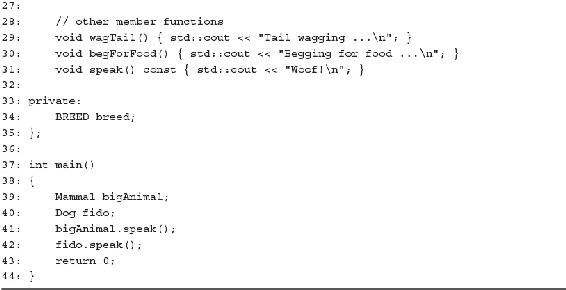 27:
28:     // other member functions
29:     void wagTail() { std::cout << "Tail wagging ...\n"; }
30:     void begForFood() { std::cout << "Begging for food ...\n"; }
31:     void speak() const { std::cout << "Woof!\n"; }
32:
33: private:
34:     BREED breed;
35: };
36:
37: int main()
38: {
39:     Mammal bigAnimal;
40:     Dog fido;
41:     bigAnimal.speak();
42:     fido.speak();
43:     return 0;
44: }